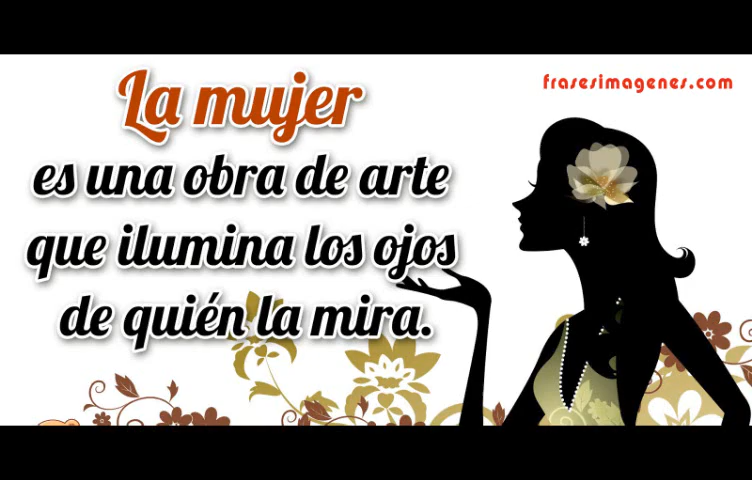 frasesimagenes.com
La mujer
es una obra de arte
que ilumina los ojos
de quién la mira.